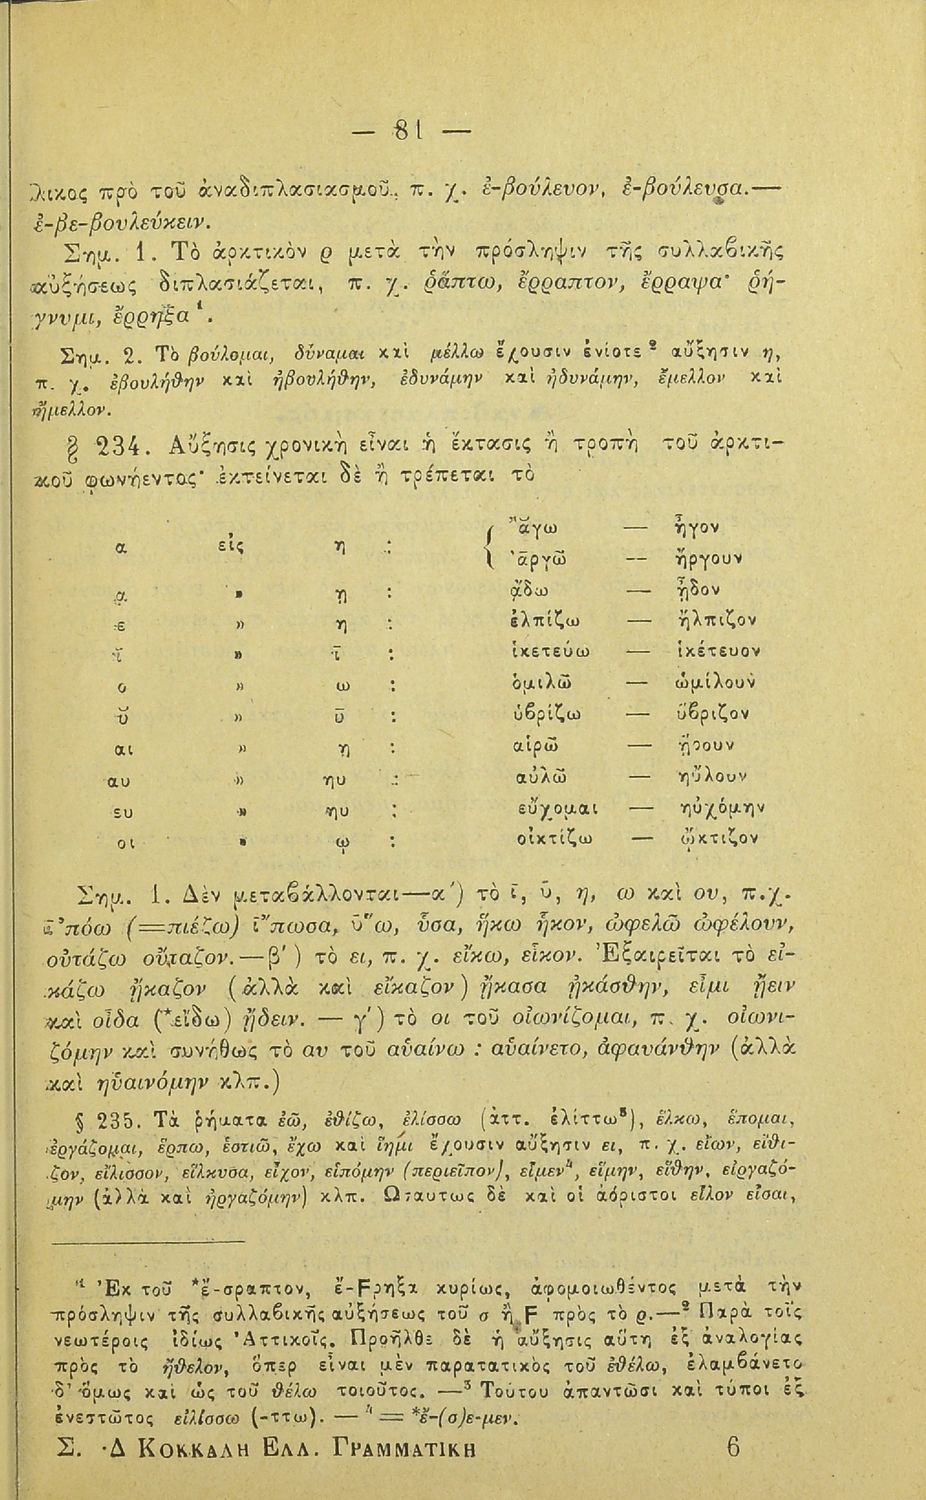 — 81 —
λικος πρὸ τοῦ ἀναδιπλασιασμοῦ, π. χ. ἐ-βούλευον, ἐ-βούλευσα.—
ἐ-βε-βουλεύκειν.
Σημ. 1. Τὸ ἀρκτικὸν ρ μετὰ τὴν πρόσληψιν τῆς συλλαβικῆς
αὐξήσεως διπλασιάζεται, π. χ. ῥάπτω, ἔρραπτον, ἔρραψα· ῥή-
γνυμι, ἔρρηξα ¹.
Σημ. 2. Τὸ βούλομαι, δύναμαι καὶ μέλλω ἔχουσιν ἐνίοτε ² αὔξησιν η,
π. χ. ἐβουλήθην καὶ ἠβουλήθην, ἐδυνάμην καὶ ἠδυνάμην, ἔμελλον καὶ
ἤμελλον.
§ 234. Αὔξησις χρονικὴ εἶναι ἡ ἔκτασις ἢ τροπὴ τοῦ ἀρκτι-
κοῦ φωνήεντος· ἐκτείνεται δὲ ἢ τρέπεται τὸ
α εἰς η : { ἄ̆γω — ἦγον
ἀ̄ργῶ — ἤργουν
ᾳ » ῃ : ᾄδω — ᾖδον
ε » η : ἐλπίζω — ἤλπιζον
ῐ » ῑ : ἱκετεύω — ἱκέτευον
ο » ω : ὁμιλῶ — ὡμίλουν
ῠ » ῡ : ὑβρίζω — ὕβριζον
αι » ῃ : αἱρῶ — ᾕρουν
αυ » ηυ : αὐλῶ — ηὔλουν
ευ » ηυ : εὔχομαι — ηὐχόμην
οι » ῳ : οἰκτίζω — ᾤκτιζον
Σημ. 1. Δὲν μεταβάλλονται—α΄) τὸ ῑ, ῡ, η, ω καὶ ου, π.χ.
ῑ᾿πόω (=πιέζω) ῑ῎πωσα, ῡ῞ω, ὗσα, ἥκω ἧκον, ὠφελῶ ὠφέλουν,
οὐτάζω οὔταζον.—β΄) τὸ ει, π. χ. εἴκω, εἶκον. Ἐξαιρεῖται τὸ εἰ-
κάζω ᾔκαζον (ἀλλὰ καὶ εἴκαζον) ᾔκασα ᾐκάσθην, εἶμι ᾔειν
καὶ οἶδα (*εἴδω) ᾔδειν. — γ΄) τὸ οι τοῦ οἰωνίζομαι, π. χ. οἰωνι-
ζόμην καὶ συνήθως τὸ αυ τοῦ αὐαίνω : αὐαίνετο, ἀφαυάνθην (ἀλλὰ
καὶ ηὐαινόμην κλπ.)
§ 235. Τὰ ῥήματα ἐῶ, ἐθίζω, ἑλίσσω (ἀττ. ἑλίττω³), ἕλκω, ἕπομαι,
ἐργάζομαι, ἕρπω, ἑστιῶ, ἔχω καὶ ἵημι ἔχουσιν αὔξησιν ει, π. χ. εἴων, εἴθι-
ζον, εἵλισσον, εἵλκυσα, εἶχον, εἱπόμην (περιεῖπον), εἷμεν⁴, εἵμην, εἵθην, εἰργαζό-
μην (ἀλλὰ καὶ ἠργαζόμην) κλπ. Ὡσαύτως δὲ καὶ οἱ ἀόριστοι εἷλον εἷσαι,
¹ Ἐκ τοῦ *ἔ-σραπτον, ἔ-Ϝρηξα κυρίως, ἀφομοιωθέντος μετὰ τὴν
πρόσληψιν τῆς συλλαβικῆς αὐξήσεως τοῦ σ ἢ Ϝ πρὸς τὸ ρ.—² Παρὰ τοῖς
νεωτέροις ἰδίως Ἀττικοῖς. Προῆλθε δὲ ἡ αὔξησις αὕτη ἐξ ἀναλογίας
πρὸς τὸ ἤθελον, ὅπερ εἶναι μὲν παρατατικὸς τοῦ ἐθέλω, ἐλαμβάνετο
δ' ὅμως καὶ ὡς τοῦ θέλω τοιοῦτος. —³ Τούτου ἀπαντῶσι καὶ τύποι ἐξ
ἐνεστῶτος εἱλίσσω (-ττω). — ⁴ = *ἔ-(σ)ε-μεν.
Σ. Δ ΚΟΚΚΑΛΗ ΕΛΛ. ΓΡΑΜΜΑΤΙΚΗ 6